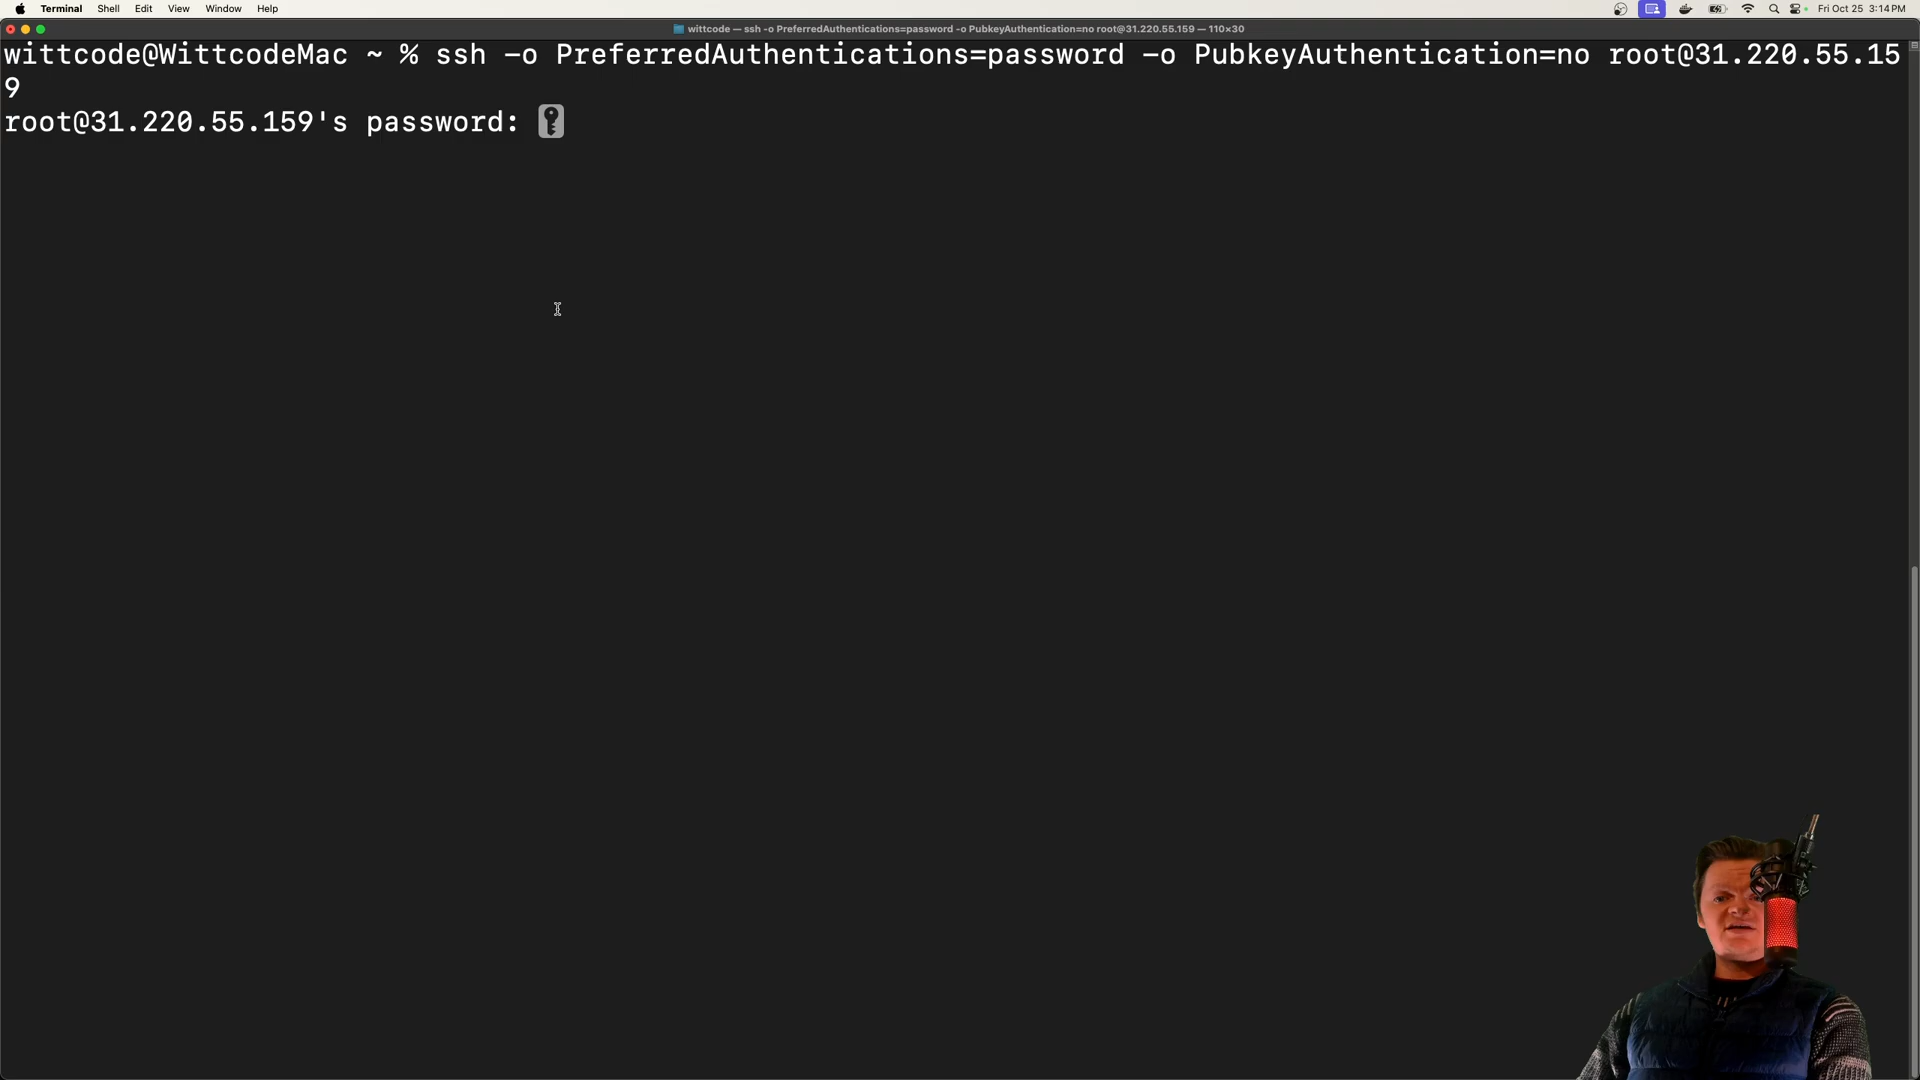 Terminal Shell Edit View Window Help Fri Oct 25 3:14 PM
wittcode — ssh -o PreferredAuthentications=password -o PubkeyAuthentication=no root@31.220.55.159 — 110×30
wittcode@WittcodeMac ~ % ssh -o PreferredAuthentications=password -o PubkeyAuthentication=no root@31.220.55.15
9
root@31.220.55.159's password: